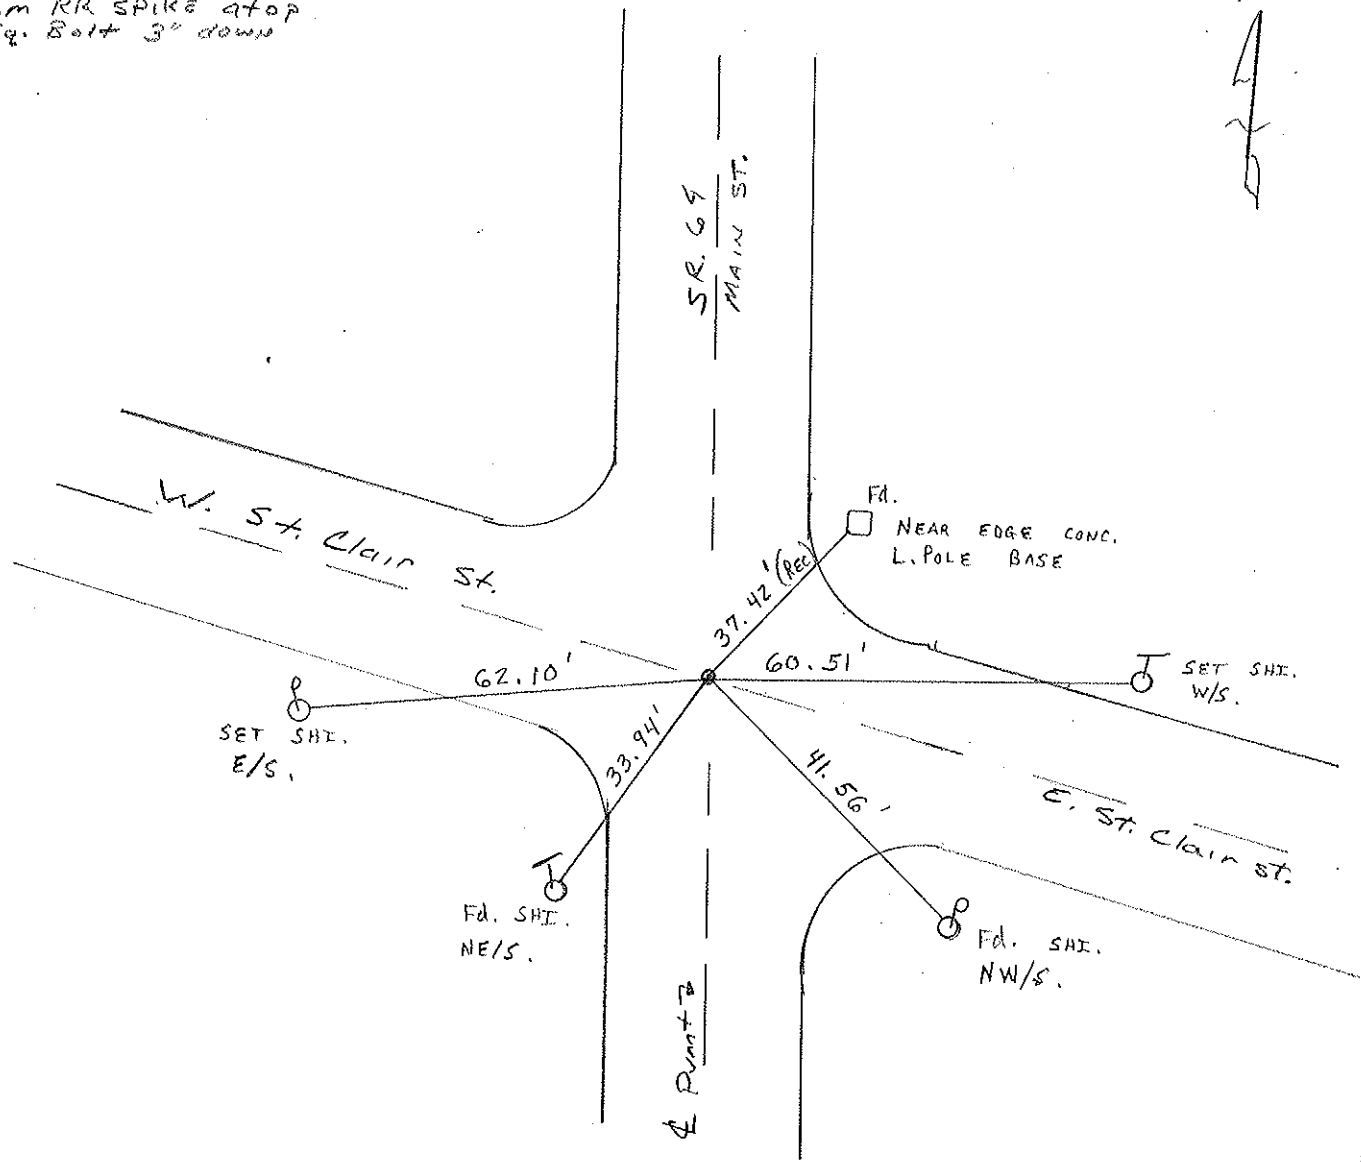 RR SPIKE atop
Bolt 3" down
SR. 64
MAIN ST.
W. St. Clair St.
Fd.
NEAR EDGE CONC.
L. POLE BASE
37.42' (REC)
62.10'
60.51'
SET SHI.
W/S.
SET SHI.
E/S.
33.94'
41.56'
E. St. Clair St.
Fd. SHI.
NE/S.
Fd. SHI.
NW/S.
℄